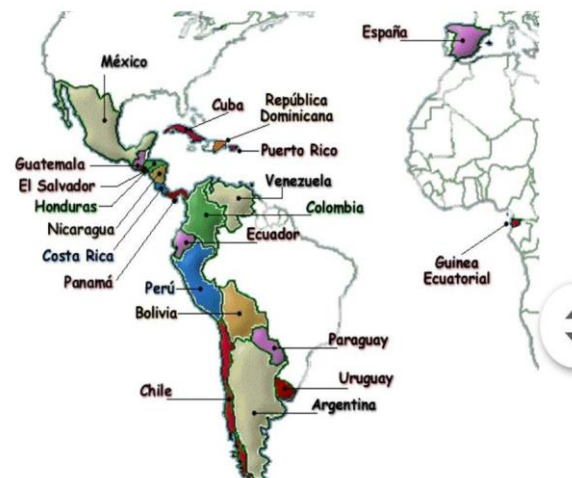 España
México
Cuba
República
Dominicana
Puerto Rico
Guatemala
El Salvador
Honduras
Nicaragua
Costa Rica
Panamá
Venezuela
Colombia
Ecuador
Guinea
Ecuatorial
Perú
Bolivia
Paraguay
Chile
Uruguay
Argentina